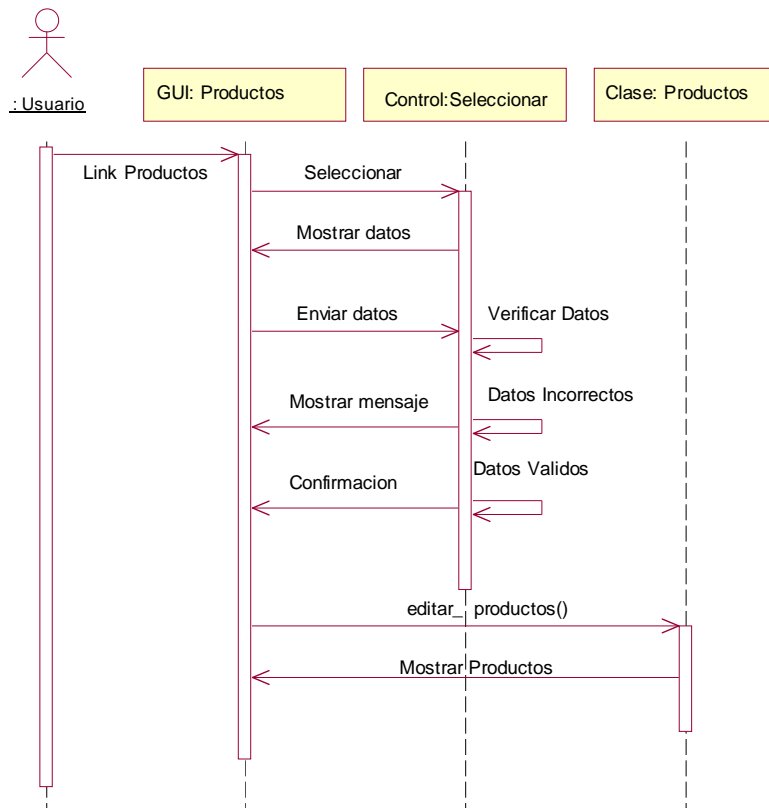 : Usuario
GUI: Productos
Control:Seleccionar
Clase: Productos
Link Productos
Seleccionar
Mostrar datos
Enviar datos
Verificar Datos
Mostrar mensaje
Datos Incorrectos
Confirmacion
Datos Validos
editar_ productos()
Mostrar Productos